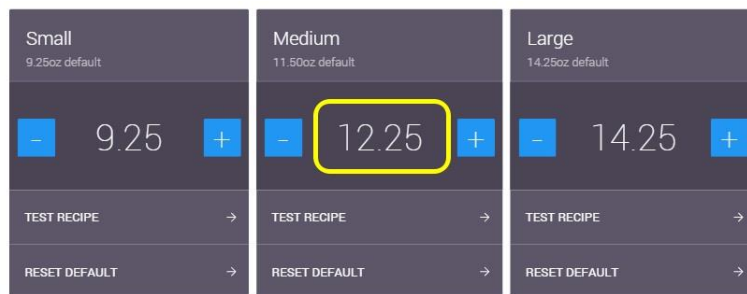 Small
9.25oz default
- 9.25 +
TEST RECIPE →
RESET DEFAULT →
Medium
11.50oz default
- 12.25 +
TEST RECIPE →
RESET DEFAULT →
Large
14.25oz default
- 14.25 +
TEST RECIPE →
RESET DEFAULT →